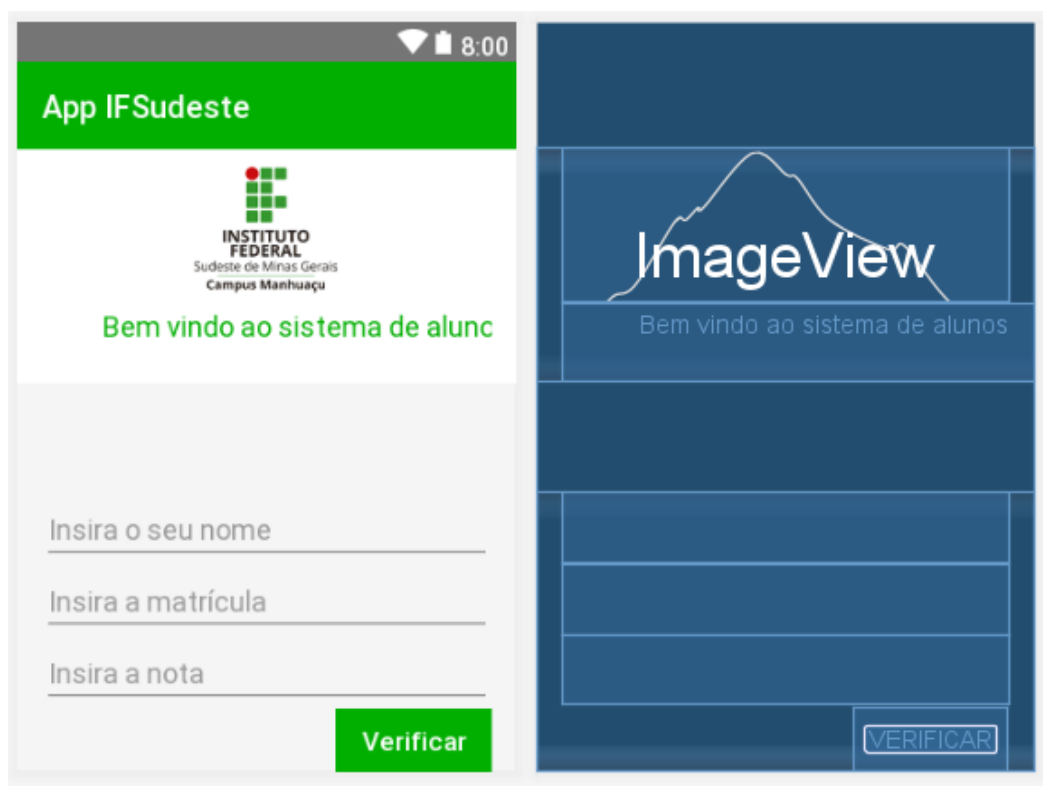 8:00
App IFSudeste
INSTITUTO
FEDERAL
Sudeste de Minas Gerais
Campus Manhuaçu
Bem vindo ao sistema de alunc
Insira o seu nome
Insira a matrícula
Insira a nota
Verificar
ImageView
Bem vindo ao sistema de alunos
VERIFICAR